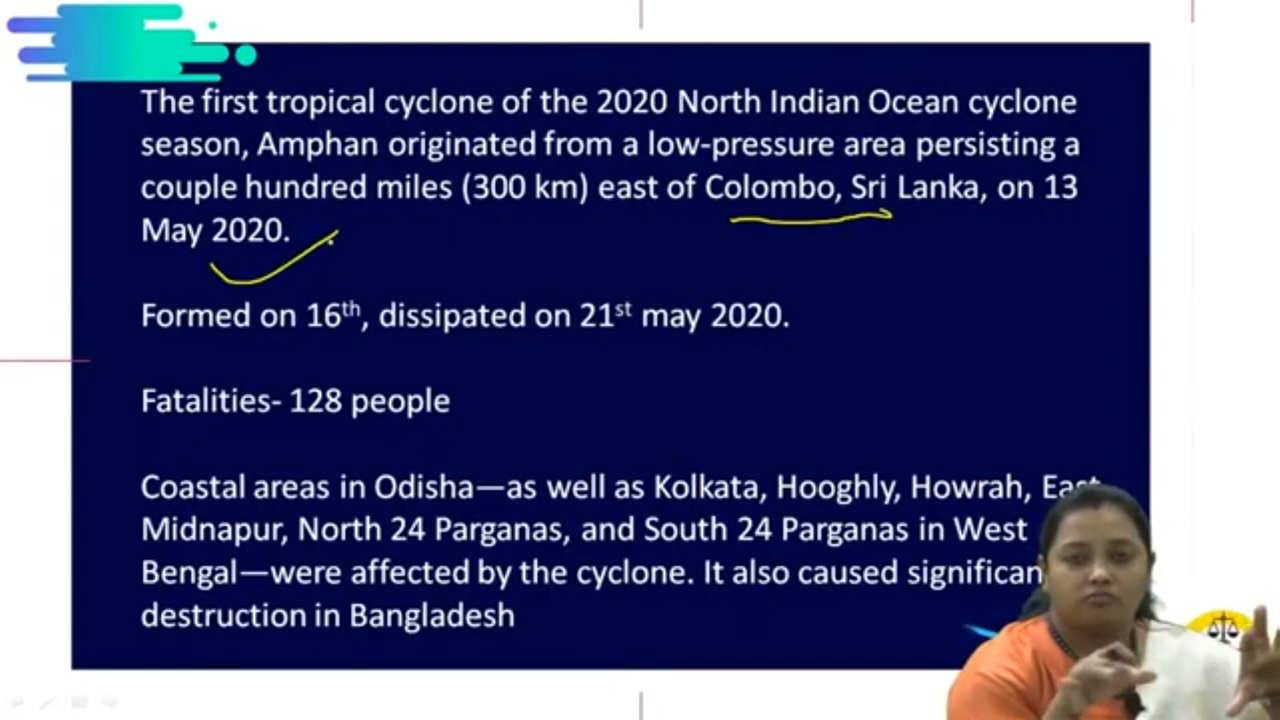 The first tropical cyclone of the 2020 North Indian Ocean cyclone
season, Amphan originated from a low-pressure area persisting a
couple hundred miles (300 km) east of Colombo, Sri Lanka, on 13
May 2020.
Formed on 16th, dissipated on 21st may 2020.
Fatalities- 128 people
Coastal areas in Odisha—as well as Kolkata, Hooghly, Howrah, East
Midnapur, North 24 Parganas, and South 24 Parganas in West
Bengal—were affected by the cyclone. It also caused significan
destruction in Bangladesh